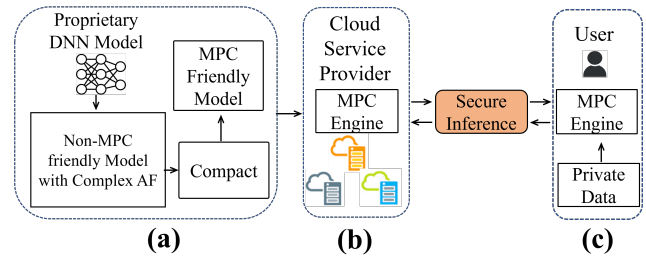 Proprietary
DNN Model
MPC
Friendly
Model
Non-MPC
friendly Model
with Complex AF
Compact
(a)
Cloud
Service
Provider
MPC
Engine
(b)
Secure
Inference
User
MPC
Engine
Private
Data
(c)